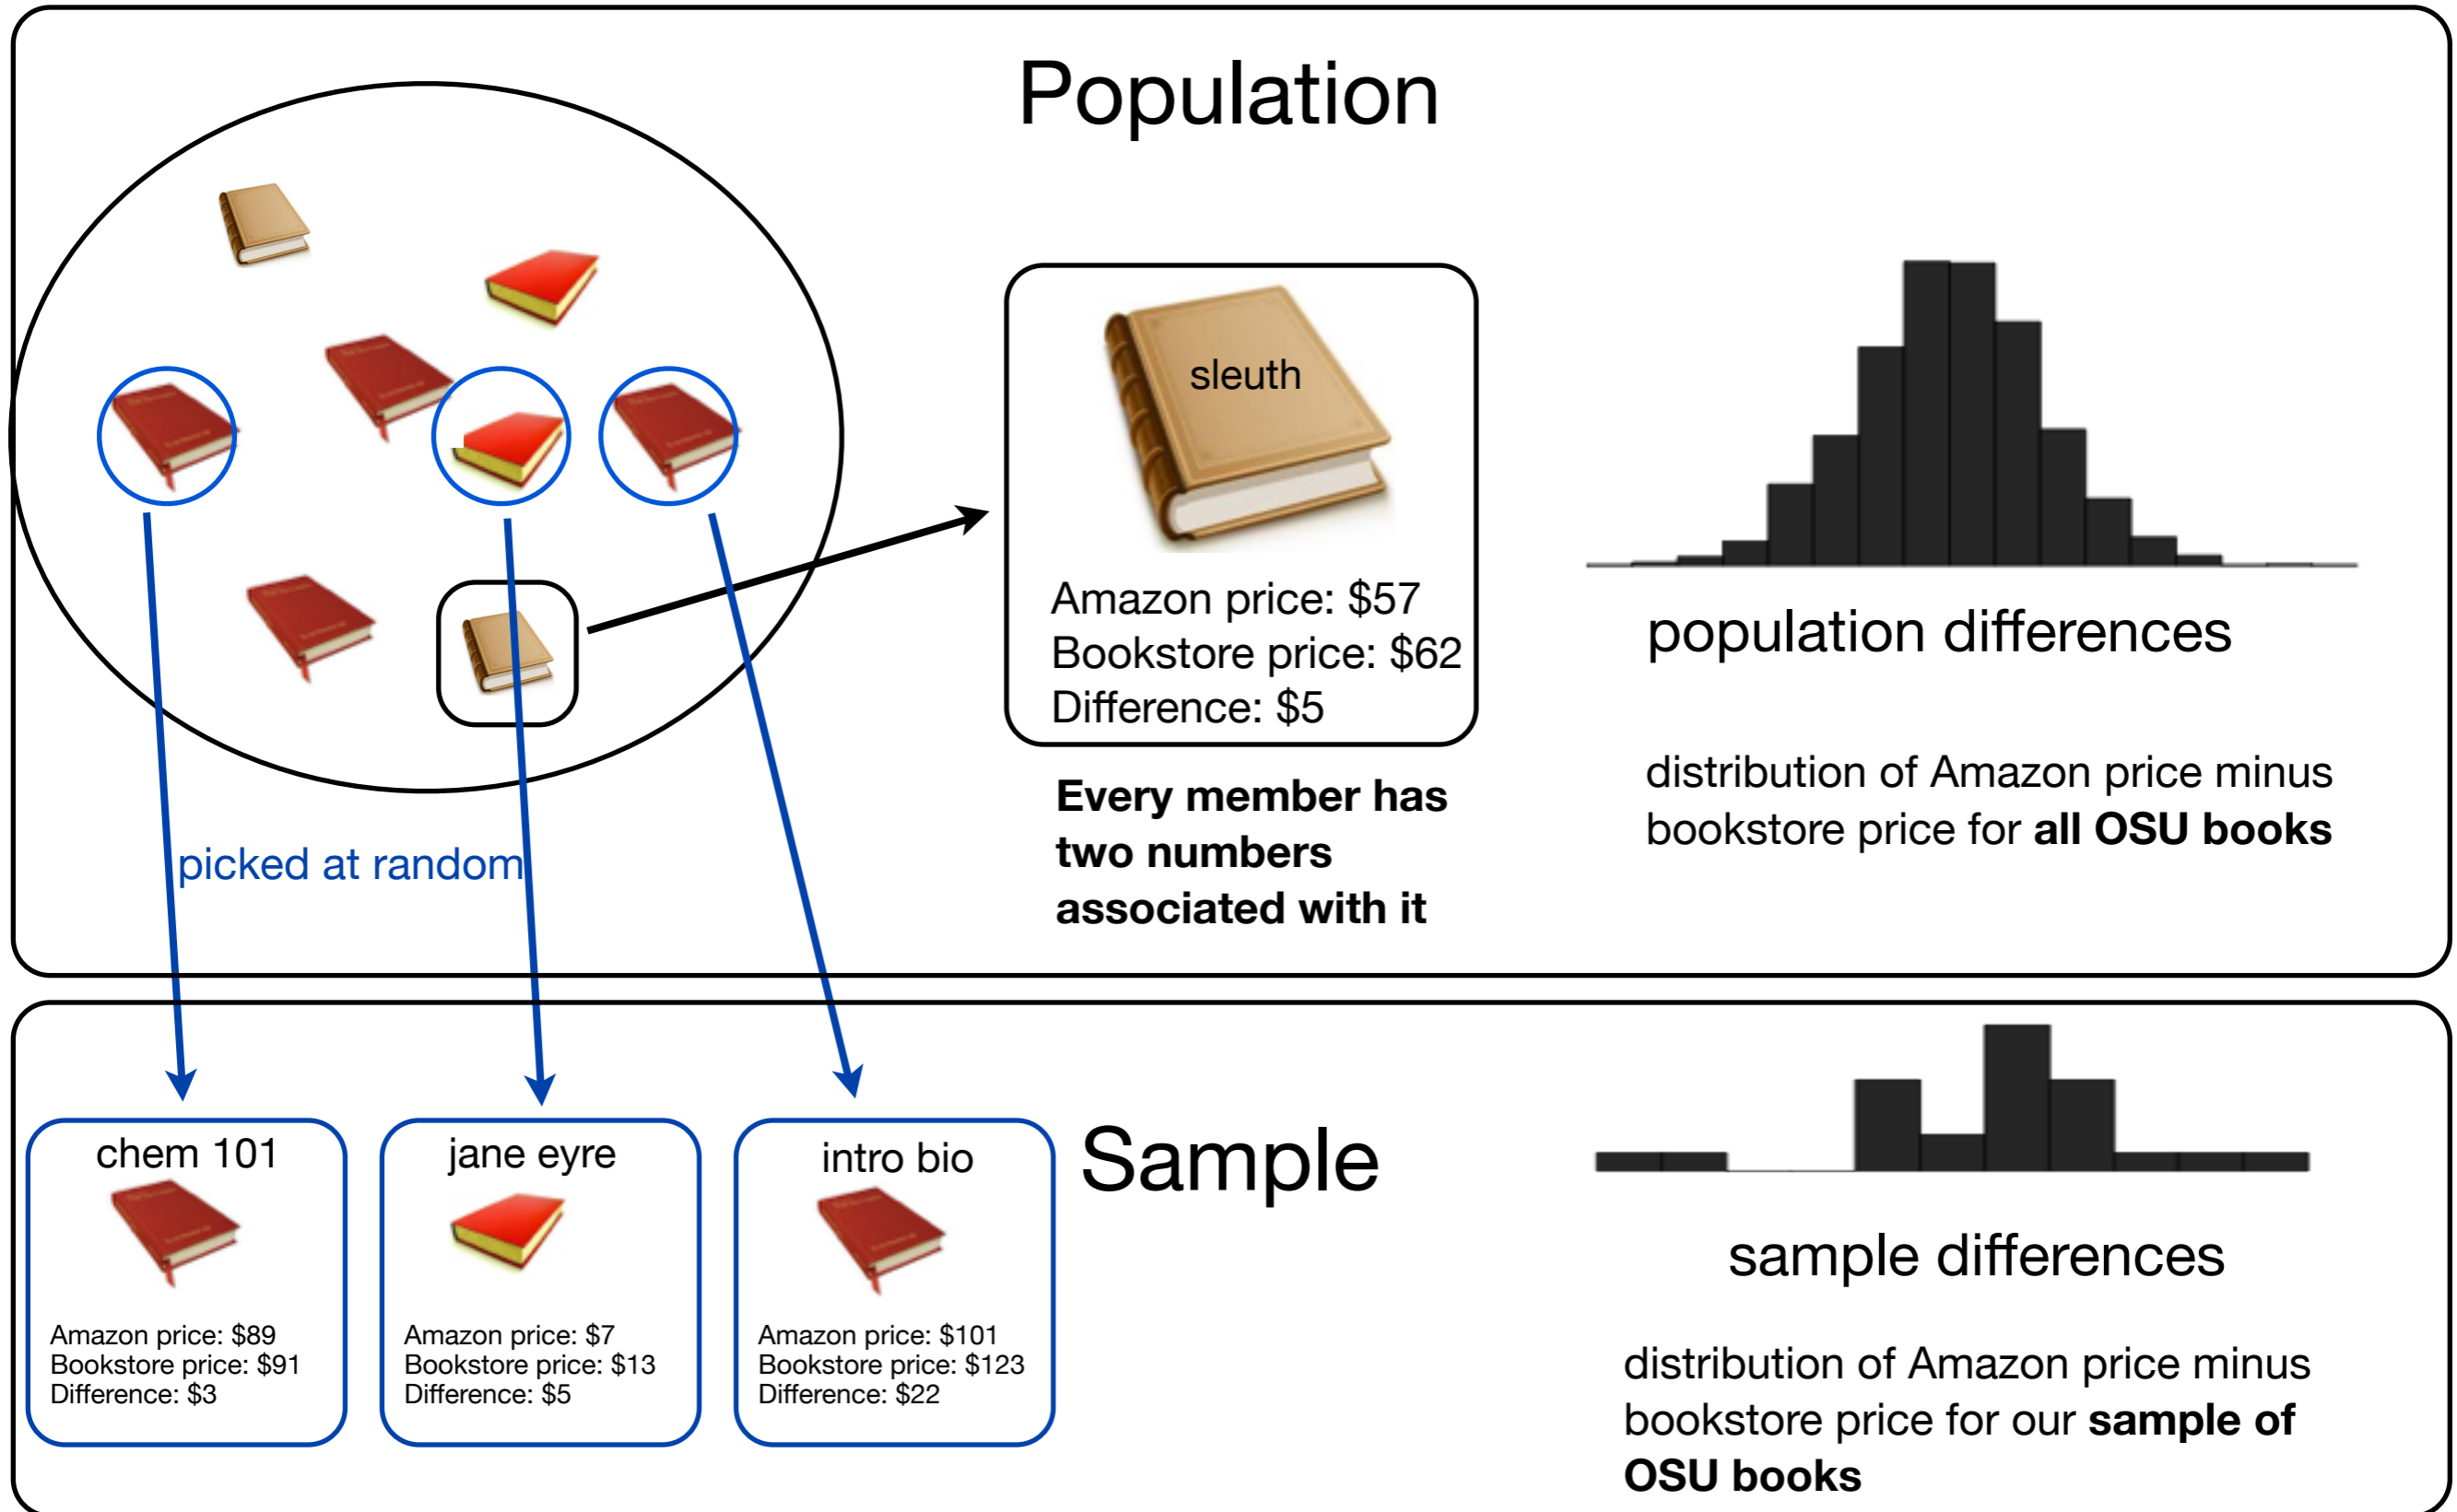 Population
sleuth
Amazon price: $57
Bookstore price: $62
Difference: $5
Every member has
two numbers
associated with it
population differences
distribution of Amazon price minus
bookstore price for all OSU books
picked at random
chem 101
Amazon price: $89
Bookstore price: $91
Difference: $3
jane eyre
Amazon price: $7
Bookstore price: $13
Difference: $5
intro bio
Amazon price: $101
Bookstore price: $123
Difference: $22
Sample
sample differences
distribution of Amazon price minus
bookstore price for our sample of
OSU books